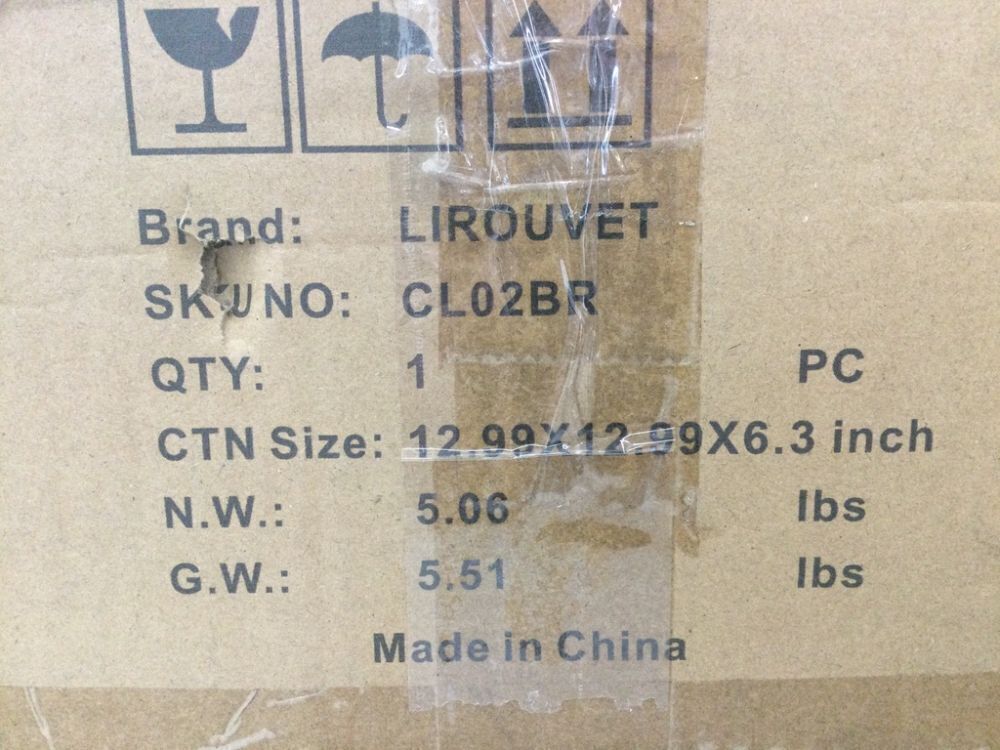 Brand: LIROUVET
SKU NO: CL02BR
QTY: 1 PC
CTN Size: 12.99X12.99X6.3 inch
N.W.: 5.06 lbs
G.W.: 5.51 lbs
Made in China